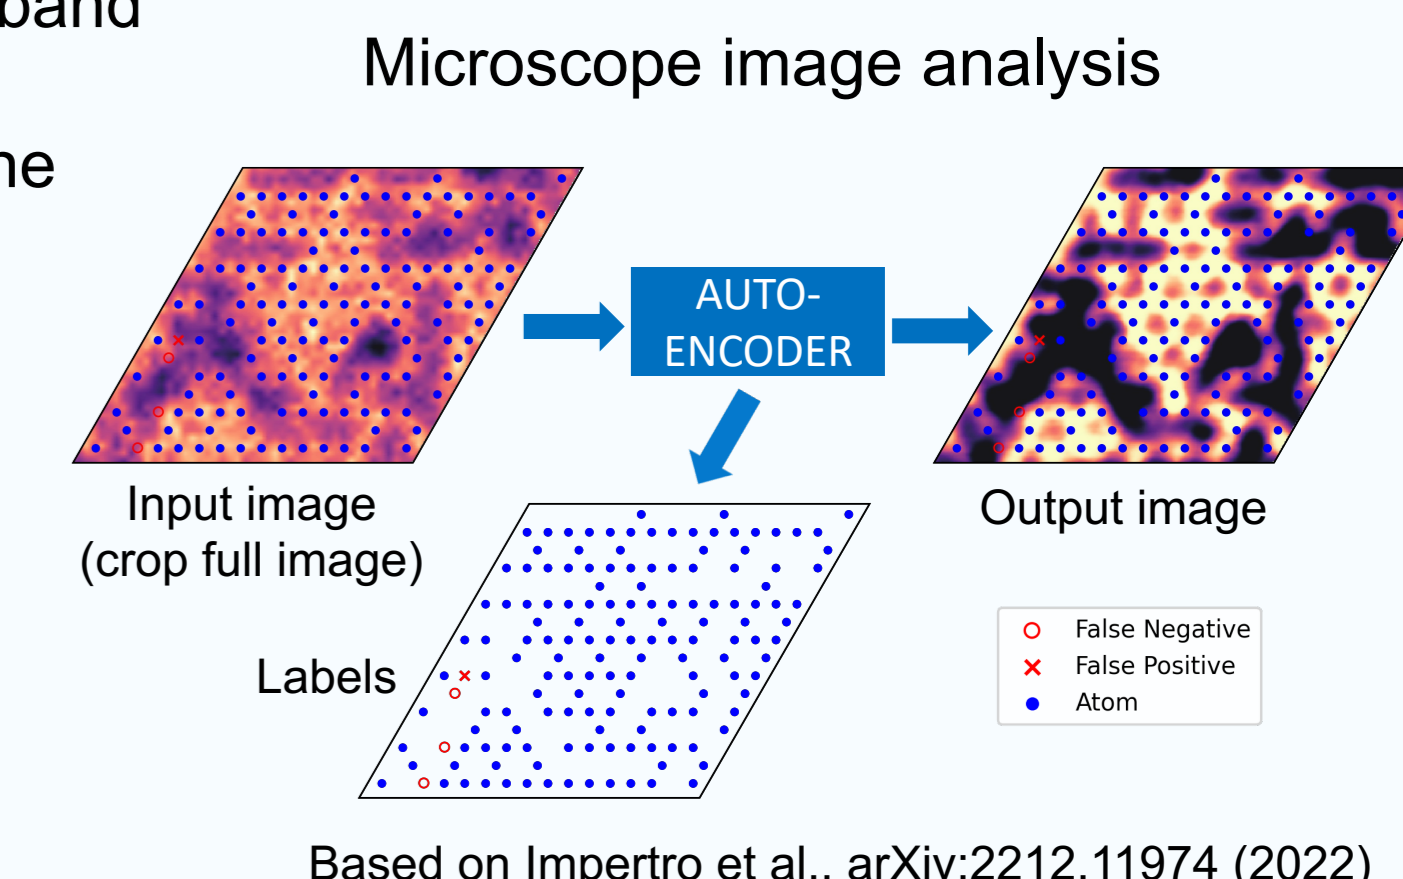 band
Microscope image analysis
ne
AUTO-
ENCODER
Input image
(crop full image)
Output image
Labels
False Negative
False Positive
Atom
Based on Impertro et al., arXiv:2212.11974 (2022)